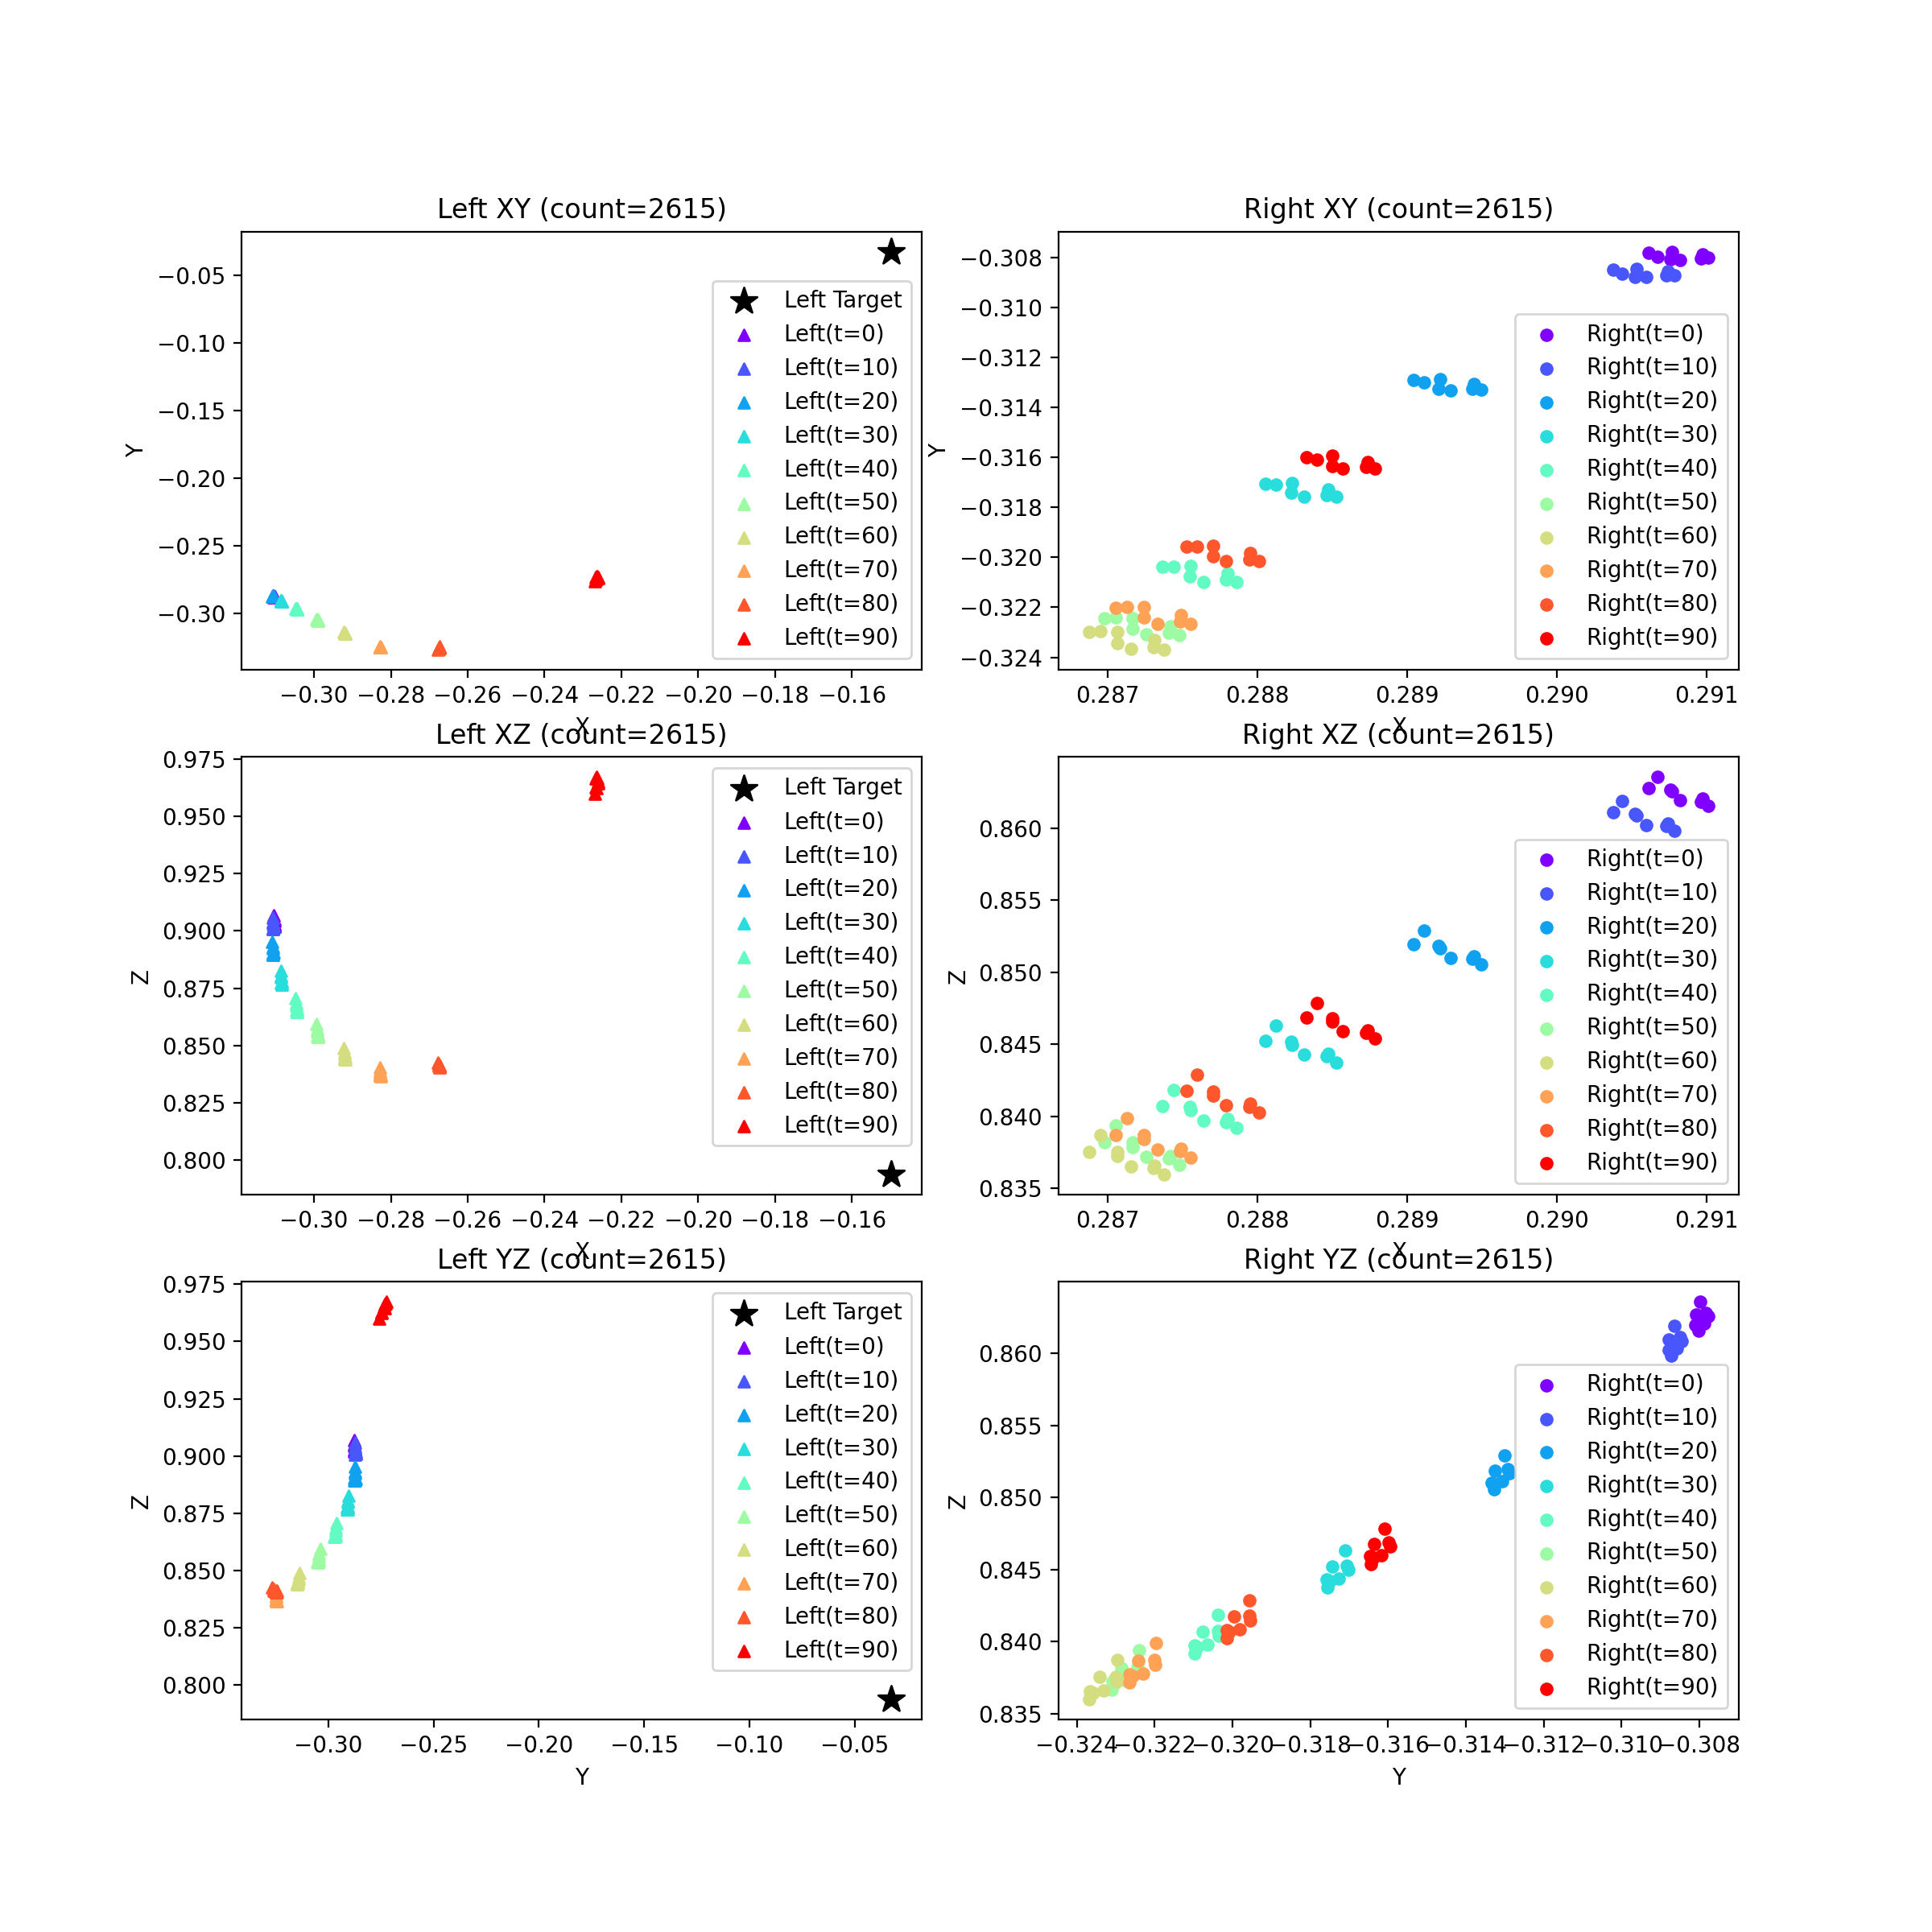 Left XY (count=2615)
Y
−0.05
−0.10
−0.15
−0.20
−0.25
−0.30
Left Target
Left(t=0)
Left(t=10)
Left(t=20)
Left(t=30)
Left(t=40)
Left(t=50)
Left(t=60)
Left(t=70)
Left(t=80)
Left(t=90)
−0.30 −0.28 −0.26 −0.24 −0.22 −0.20 −0.18 −0.16
X
Right XY (count=2615)
Y
−0.308
−0.310
−0.312
−0.314
−0.316
−0.318
−0.320
−0.322
−0.324
Right(t=0)
Right(t=10)
Right(t=20)
Right(t=30)
Right(t=40)
Right(t=50)
Right(t=60)
Right(t=70)
Right(t=80)
Right(t=90)
0.287 0.288 0.289 0.290 0.291
X
Left XZ (count=2615)
Z
0.975
0.950
0.925
0.900
0.875
0.850
0.825
0.800
Left Target
Left(t=0)
Left(t=10)
Left(t=20)
Left(t=30)
Left(t=40)
Left(t=50)
Left(t=60)
Left(t=70)
Left(t=80)
Left(t=90)
−0.30 −0.28 −0.26 −0.24 −0.22 −0.20 −0.18 −0.16
X
Right XZ (count=2615)
Z
0.860
0.855
0.850
0.845
0.840
0.835
Right(t=0)
Right(t=10)
Right(t=20)
Right(t=30)
Right(t=40)
Right(t=50)
Right(t=60)
Right(t=70)
Right(t=80)
Right(t=90)
0.287 0.288 0.289 0.290 0.291
X
Left YZ (count=2615)
Z
0.975
0.950
0.925
0.900
0.875
0.850
0.825
0.800
Left Target
Left(t=0)
Left(t=10)
Left(t=20)
Left(t=30)
Left(t=40)
Left(t=50)
Left(t=60)
Left(t=70)
Left(t=80)
Left(t=90)
−0.30 −0.25 −0.20 −0.15 −0.10 −0.05
Y
Right YZ (count=2615)
Z
0.860
0.855
0.850
0.845
0.840
0.835
Right(t=0)
Right(t=10)
Right(t=20)
Right(t=30)
Right(t=40)
Right(t=50)
Right(t=60)
Right(t=70)
Right(t=80)
Right(t=90)
−0.324 −0.322 −0.320 −0.318 −0.316 −0.314 −0.312 −0.310 −0.308
Y